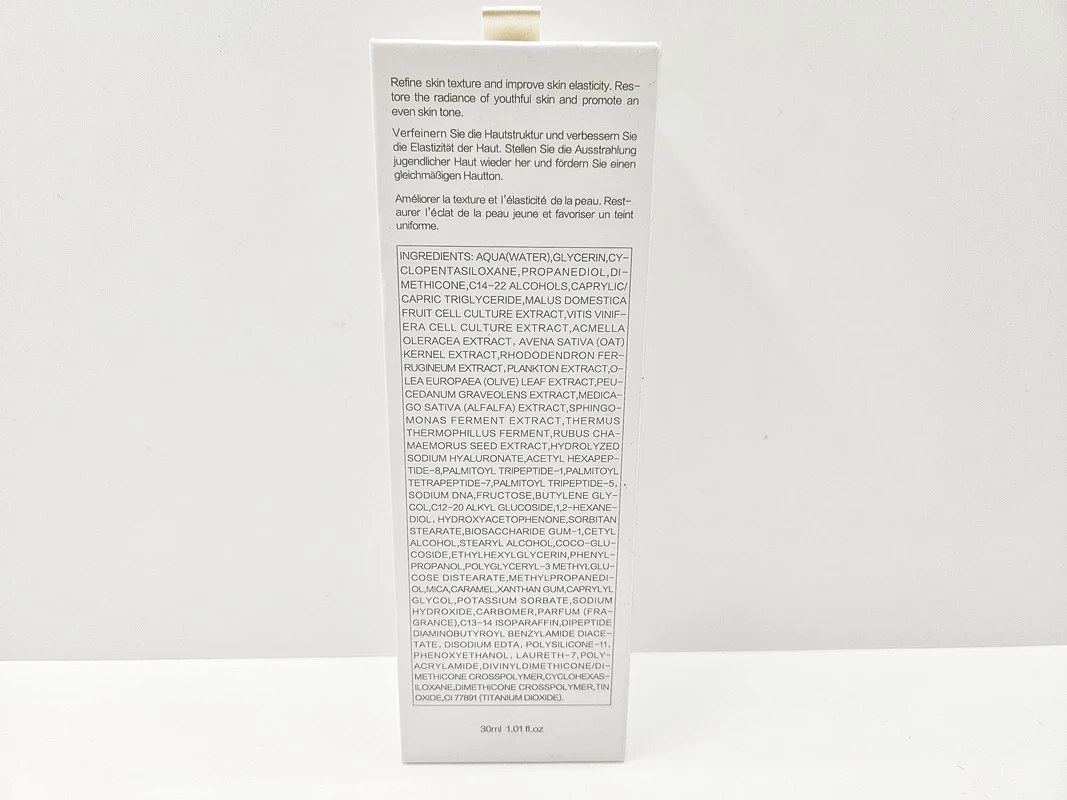 Refine skin texture and improve skin elasticity. Res-
tore the radiance of youthful skin and promote an
even skin tone.
Verfeinern Sie die Hautstruktur und verbessern Sie
die Elastizität der Haut. Stellen Sie die Ausstrahlung
jugendlicher Haut wieder her und fördern Sie einen
gleichmäßigen Hautton.
Améliorer la texture et l'élasticité de la peau. Rest-
aurer l'éclat de la peau jeune et favoriser un teint
uniforme.
INGREDIENTS: AQUA(WATER),GLYCERIN,CY-
CLOPENTASILOXANE,PROPANEDIOL,DI-
METHICONE,C14-22 ALCOHOLS,CAPRYLIC/
CAPRIC TRIGLYCERIDE,MALUS DOMESTICA
FRUIT CELL CULTURE EXTRACT,VITIS VINIF-
ERA CELL CULTURE EXTRACT,ACMELLA
OLERACEA EXTRACT, AVENA SATIVA (OAT)
KERNEL EXTRACT,RHODODENDRON FER-
RUGINEUM EXTRACT,PLANKTON EXTRACT,O-
LEA EUROPAEA (OLIVE) LEAF EXTRACT,PEU-
CEDANUM GRAVEOLENS EXTRACT,MEDICA-
GO SATIVA (ALFALFA) EXTRACT,SPHINGO-
MONAS FERMENT EXTRACT,THERMUS
THERMOPHILLUS FERMENT,RUBUS CHA-
MAEMORUS SEED EXTRACT,HYDROLYZED
SODIUM HYALURONATE,ACETYL HEXAPEP-
TIDE-8,PALMITOYL TRIPEPTIDE-1,PALMITOYL
TETRAPEPTIDE-7,PALMITOYL TRIPEPTIDE-5,
SODIUM DNA,FRUCTOSE,BUTYLENE GLY-
COL,C12-20 ALKYL GLUCOSIDE,1,2-HEXANE-
DIOL, HYDROXYACETOPHENONE,SORBITAN
STEARATE,BIOSACCHARIDE GUM-1,CETYL
ALCOHOL,STEARYL ALCOHOL,COCO-GLU-
COSIDE,ETHYLHEXYLGLYCERIN,PHENYL-
PROPANOL,POLYGLYCERYL-3 METHYLGLU-
COSE DISTEARATE,METHYLPROPANEDI-
OL,MICA,CARAMEL,XANTHAN GUM,CAPRYLYL
GLYCOL,POTASSIUM SORBATE,SODIUM
HYDROXIDE,CARBOMER,PARFUM (FRA-
GRANCE),C13-14 ISOPARAFFIN,DIPEPTIDE
DIAMINOBUTYROYL BENZYLAMIDE DIACE-
TATE, DISODIUM EDTA, POLYSILICONE-11,
PHENOXYETHANOL, LAURETH-7,POLY-
ACRYLAMIDE,DIVINYLDIMETHICONE/DI-
METHICONE CROSSPOLYMER,CYCLOHEXAS-
ILOXANE,DIMETHICONE CROSSPOLYMER,TIN
OXIDE,CI 77891 (TITANIUM DIOXIDE).
30ml 1.01 fl.oz